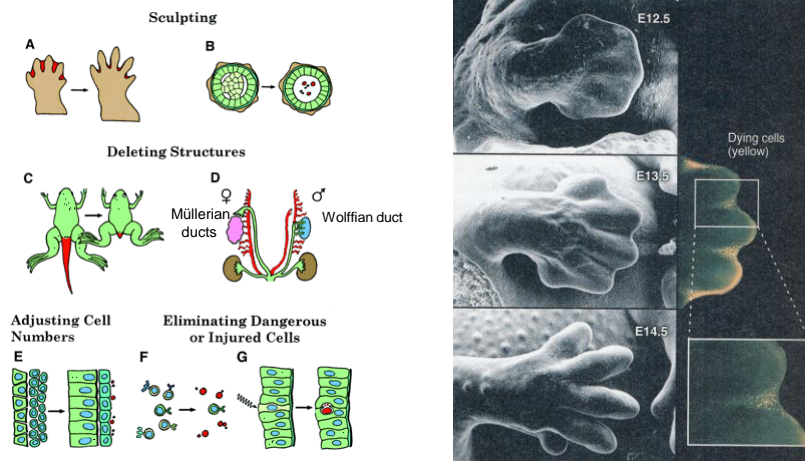 Sculpting
A
B
Deleting Structures
C
D
♀
♂
Müllerian
ducts
Wolffian duct
Adjusting Cell
Numbers
Eliminating Dangerous
or Injured Cells
E
F
G
E12.5
Dying cells
(yellow)
E13.5
E14.5